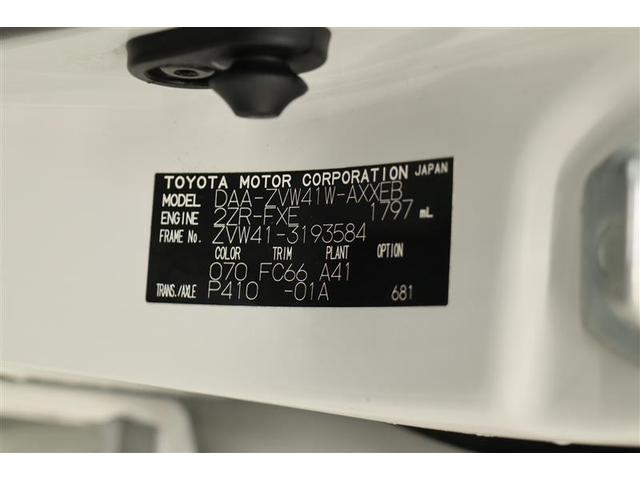 TOYOTA MOTOR CORPORATION JAPAN
MODEL DAA-ZVW41W-AXXEB
ENGINE 2ZR-FXE 1797 mL
FRAME No. ZVW41-3193584
COLOR TRIM PLANT OPTION
070 FC66 A41
TRANS./AXLE P410 -01A 681